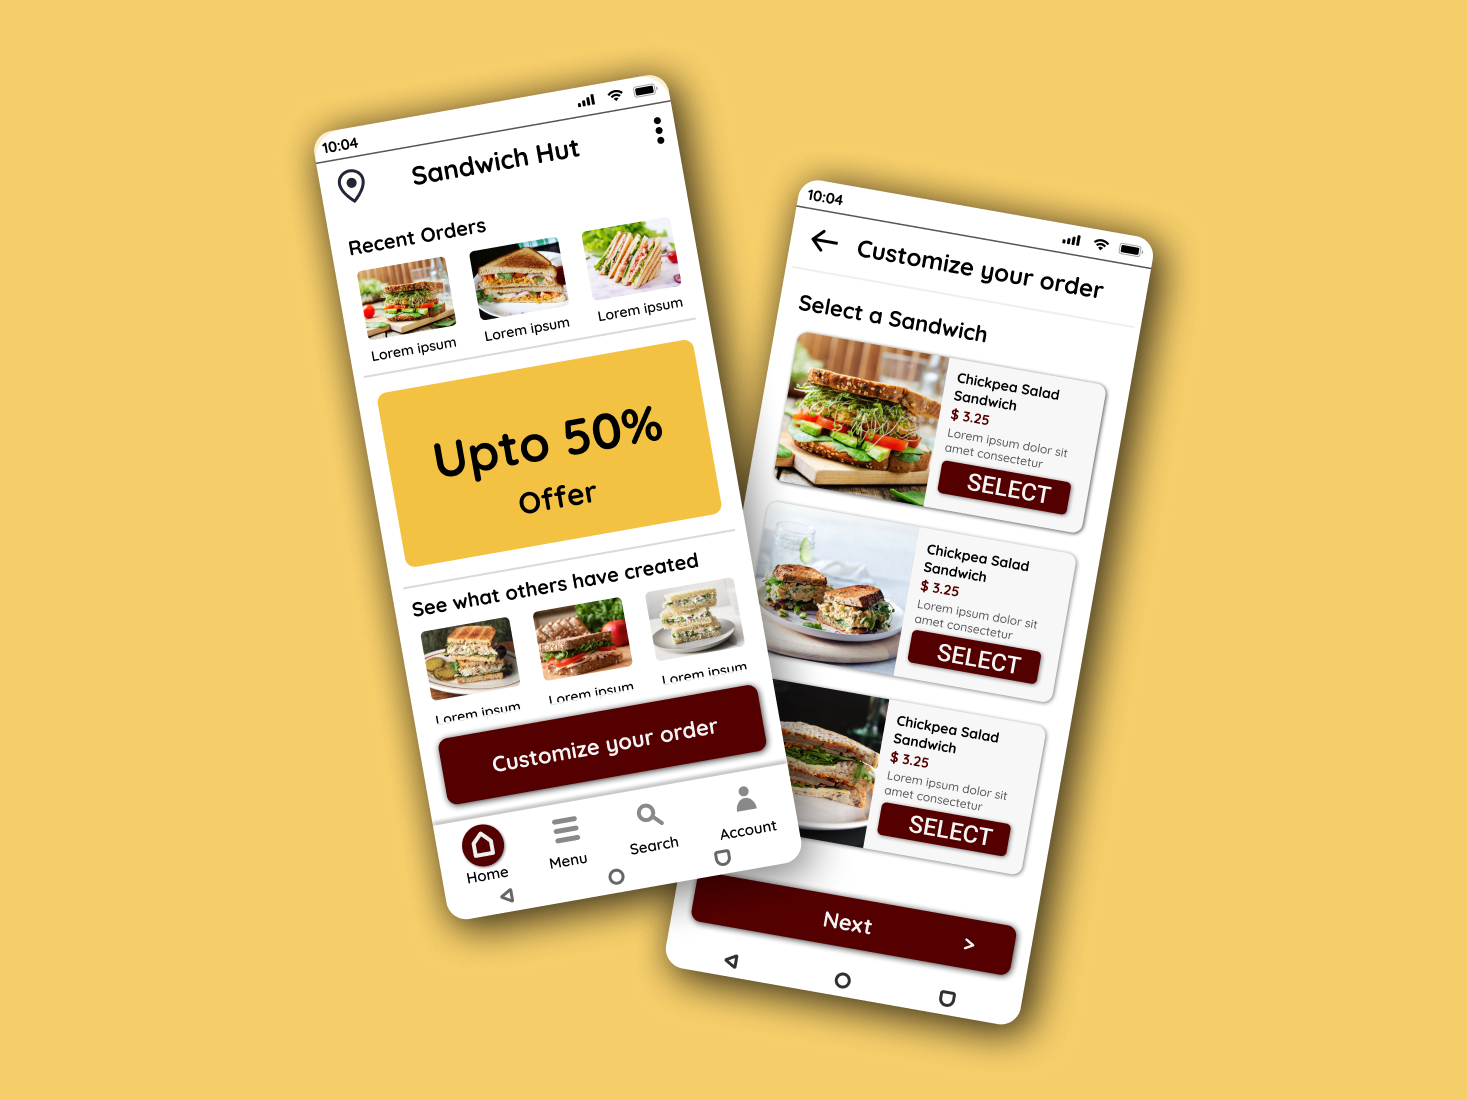 10:04
Sandwich Hut
Recent Orders
Lorem ipsum
Lorem ipsum
Lorem ipsum
Upto 50%
Offer
See what others have created
Lorem ipsum
Lorem ipsum
Lorem ipsum
Customize your order
Home
Menu
Search
Account
10:04
Customize your order
Select a Sandwich
Chickpea Salad
Sandwich
$ 3.25
Lorem ipsum dolor sit
amet consectetur
SELECT
Chickpea Salad
Sandwich
$ 3.25
Lorem ipsum dolor sit
amet consectetur
SELECT
Chickpea Salad
Sandwich
$ 3.25
Lorem ipsum dolor sit
amet consectetur
SELECT
Next >